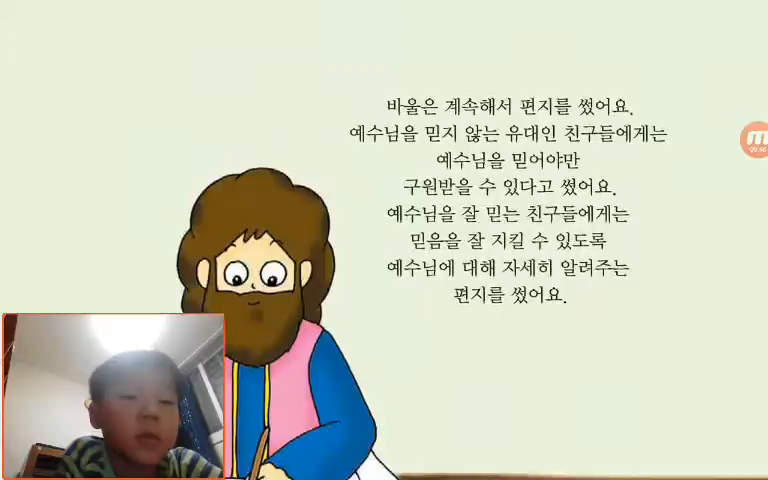 바울은 계속해서 편지를 썼어요.
예수님을 믿지 않는 유대인 친구들에게는
예수님을 믿어야만
구원받을 수 있다고 썼어요.
예수님을 잘 믿는 친구들에게는
믿음을 잘 지킬 수 있도록
예수님에 대해 자세히 알려주는
편지를 썼어요.